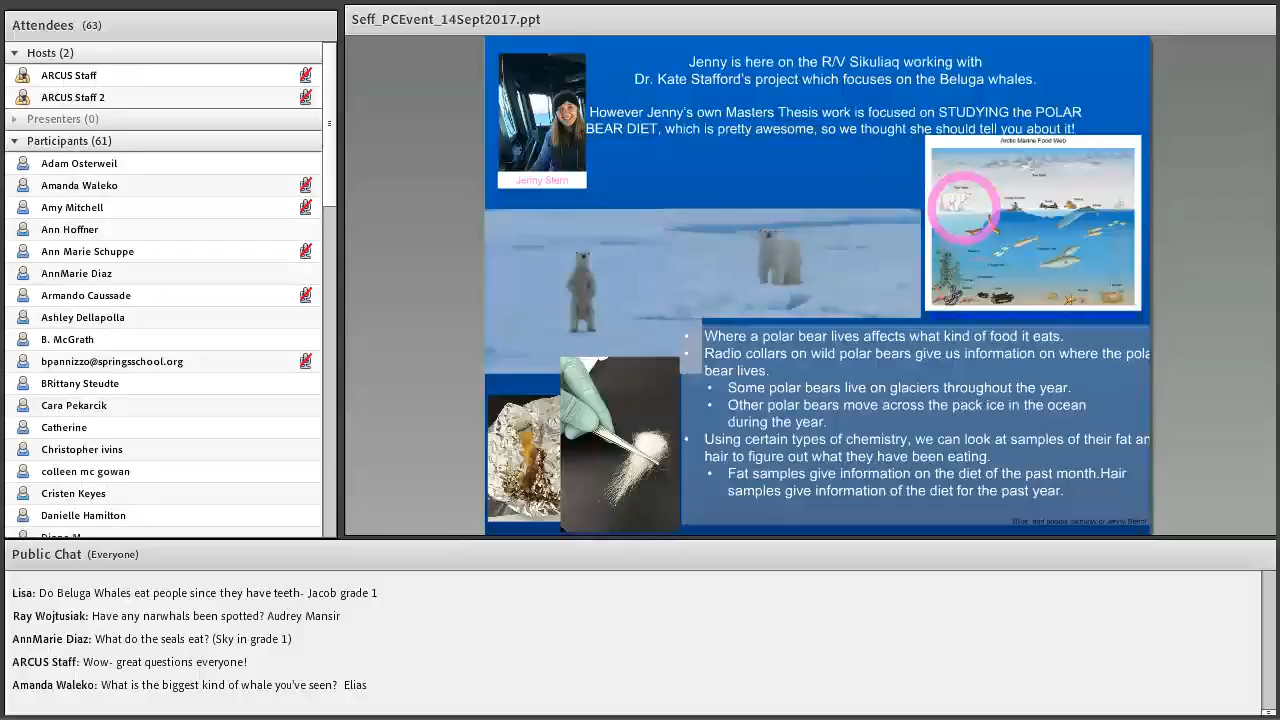 Attendees (63)
Hosts (2)
ARCUS Staff
ARCUS Staff 2
Presenters (0)
Participants (61)
Adam Osterweil
Amanda Waleko
Amy Mitchell
Ann Hoffner
Ann Marie Schuppe
AnnMarie Diaz
Armando Caussade
Ashley Dellapolla
B. McGrath
bpannizzo@springsschool.org
BRittany Steudte
Cara Pekarcik
Catherine
Christopher ivins
colleen mc gowan
Cristen Keyes
Danielle Hamilton
Seff_PCEvent_14Sept2017.ppt
Jenny is here on the R/V Sikuliaq working with
Dr. Kate Stafford's project which focuses on the Beluga whales.
However Jenny's own Masters Thesis work is focused on STUDYING the POLAR
BEAR DIET, which is pretty awesome, so we thought she should tell you about it!
Jenny Stern
Arctic Marine Food Web
• Where a polar bear lives affects what kind of food it eats.
• Radio collars on wild polar bears give us information on where the pola
bear lives.
• Some polar bears live on glaciers throughout the year.
• Other polar bears move across the pack ice in the ocean
during the year.
• Using certain types of chemistry, we can look at samples of their fat an
hair to figure out what they have been eating.
• Fat samples give information on the diet of the past month.Hair
samples give information of the diet for the past year.
Public Chat (Everyone)
Lisa: Do Beluga Whales eat people since they have teeth- Jacob grade 1
Ray Wojtusiak: Have any narwhals been spotted? Audrey Mansir
AnnMarie Diaz: What do the seals eat? (Sky in grade 1)
ARCUS Staff: Wow- great questions everyone!
Amanda Waleko: What is the biggest kind of whale you've seen? Elias